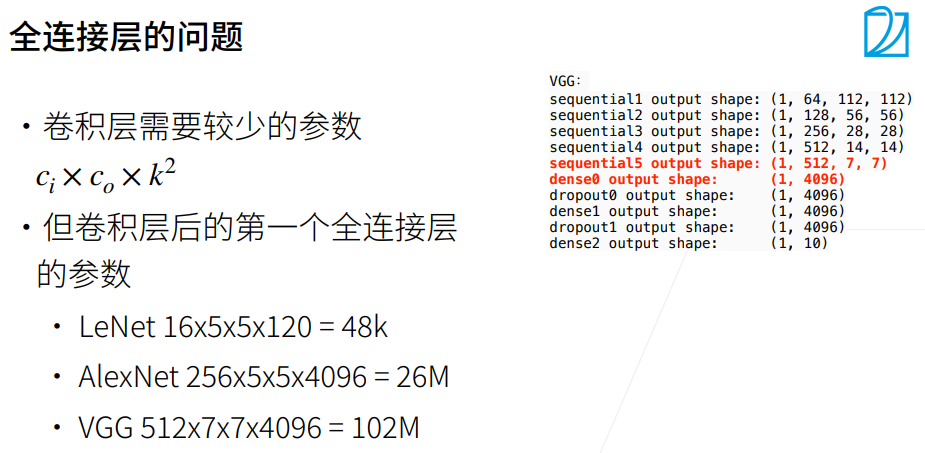 全连接层的问题
• 卷积层需要较少的参数
c_i × c_o × k²
• 但卷积层后的第一个全连接层
的参数
• LeNet 16x5x5x120 = 48k
• AlexNet 256x5x5x4096 = 26M
• VGG 512x7x7x4096 = 102M
VGG:
sequential1 output shape: (1, 64, 112, 112)
sequential2 output shape: (1, 128, 56, 56)
sequential3 output shape: (1, 256, 28, 28)
sequential4 output shape: (1, 512, 14, 14)
sequential5 output shape: (1, 512, 7, 7)
dense0 output shape: (1, 4096)
dropout0 output shape: (1, 4096)
dense1 output shape: (1, 4096)
dropout1 output shape: (1, 4096)
dense2 output shape: (1, 10)